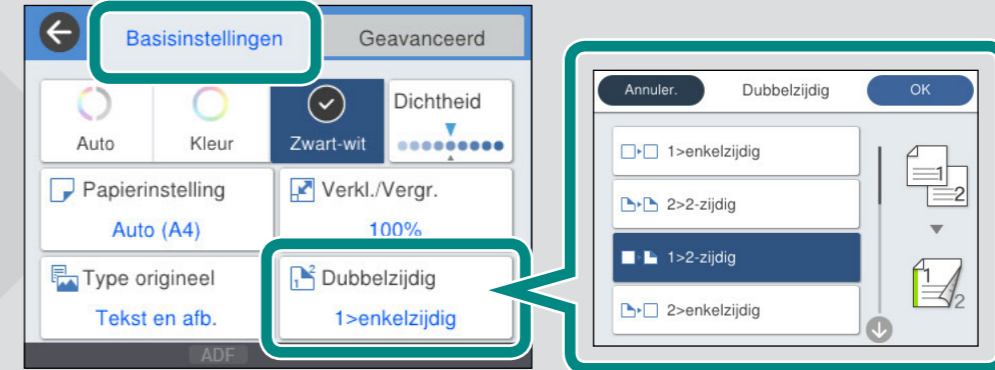 Basisinstellingen
Geavanceerd
Auto
Kleur
Zwart-wit
Dichtheid
Papierinstelling
Auto (A4)
Verkl./Vergr.
100%
Type origineel
Tekst en afb.
1 2 Dubbelzijdig
1>enkelzijdig
ADF
Annuler.
Dubbelzijdig
OK
1>enkelzijdig
2>2-zijdig
1>2-zijdig
2>enkelzijdig
1
2
1
2